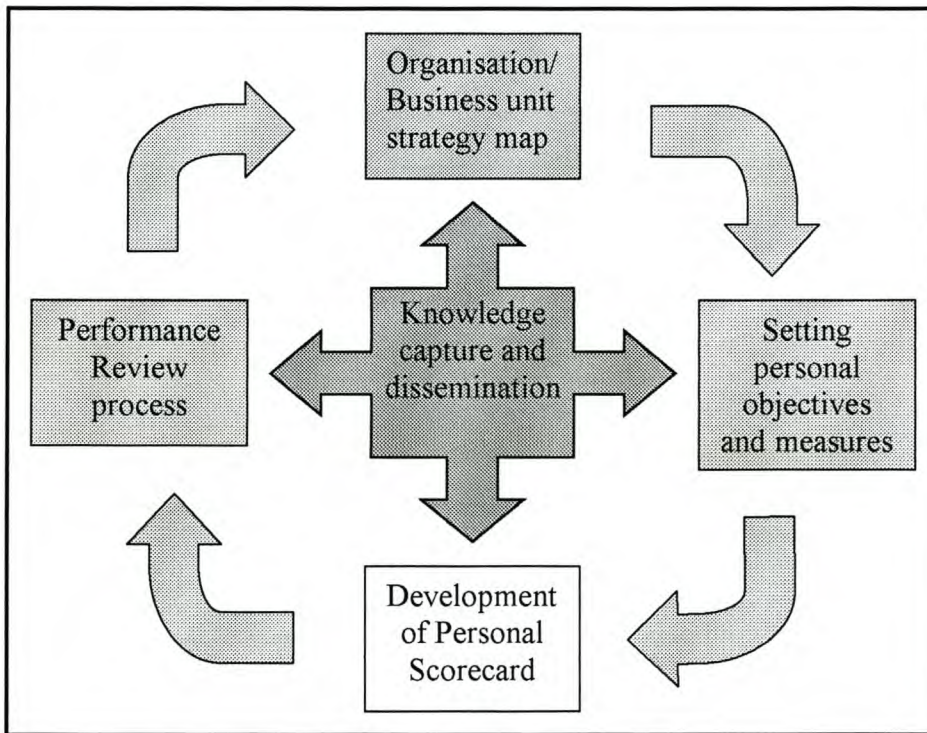 Organisation/
Business unit
strategy map
Performance
Review
process
Knowledge
capture and
dissemination
Setting
personal
objectives
and measures
Development
of Personal
Scorecard